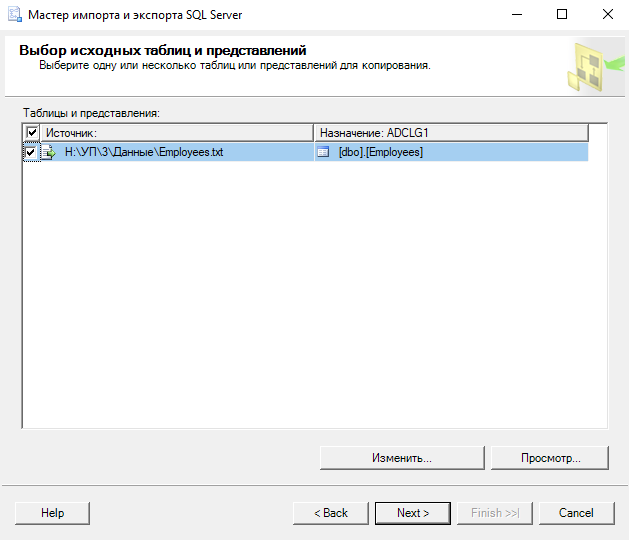 Мастер импорта и экспорта SQL Server
Выбор исходных таблиц и представлений
Выберите одну или несколько таблиц или представлений для копирования.
Таблицы и представления:
Источник: Назначение: ADCLG1
H:\УП\3\Данные\Employees.txt [dbo].[Employees]
Изменить... Просмотр...
Help < Back Next > Finish >>| Cancel